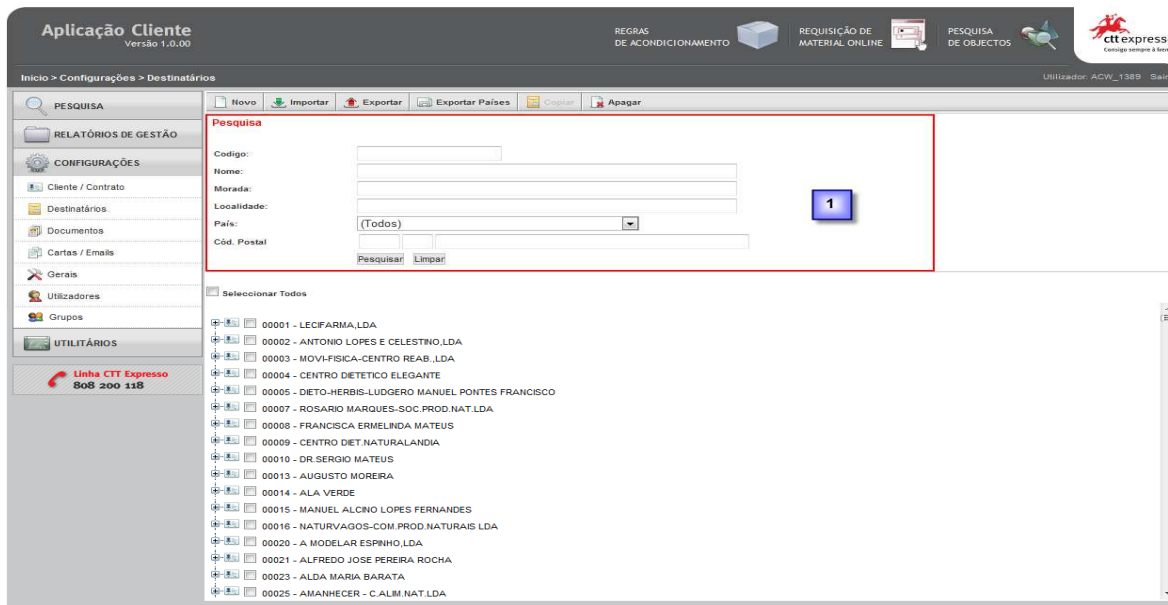 Aplicação Cliente
Versão 1.0.00
REGRAS
DE ACONDICIONAMENTO
REQUISIÇÃO DE
MATERIAL ONLINE
PESQUISA
DE OBJECTOS
ctt expresso
Consigo sempre à frente
Inicio > Configurações > Destinatários
Utilizador: ACW_1389 Sair
PESQUISA
RELATÓRIOS DE GESTÃO
CONFIGURAÇÕES
Cliente / Contrato
Destinatários
Documentos
Cartas / Emails
Gerais
Utilizadores
Grupos
UTILITÁRIOS
Linha CTT Expresso
808 200 118
Novo Importar Exportar Exportar Países Copiar Apagar
Pesquisa
Codigo:
Nome:
Morada:
Localidade:
País: (Todos)
Cód. Postal
Pesquisar Limpar
1
Seleccionar Todos
00001 - LECIFARMA,LDA
00002 - ANTONIO LOPES E CELESTINO,LDA
00003 - MOVI-FISICA-CENTRO REAB.,LDA
00004 - CENTRO DIETETICO ELEGANTE
00005 - DIETO-HERBIS-LUDGERO MANUEL PONTES FRANCISCO
00007 - ROSARIO MARQUES-SOC.PROD.NAT.LDA
00008 - FRANCISCA ERMELINDA MATEUS
00009 - CENTRO DIET.NATURALANDIA
00010 - DR.SERGIO MATEUS
00013 - AUGUSTO MOREIRA
00014 - ALA VERDE
00015 - MANUEL ALCINO LOPES FERNANDES
00016 - NATURVAGOS-COM.PROD.NATURAIS LDA
00020 - A MODELAR ESPINHO,LDA
00021 - ALFREDO JOSE PEREIRA ROCHA
00023 - ALDA MARIA BARATA
00025 - AMANHECER - C.ALIM.NAT.LDA